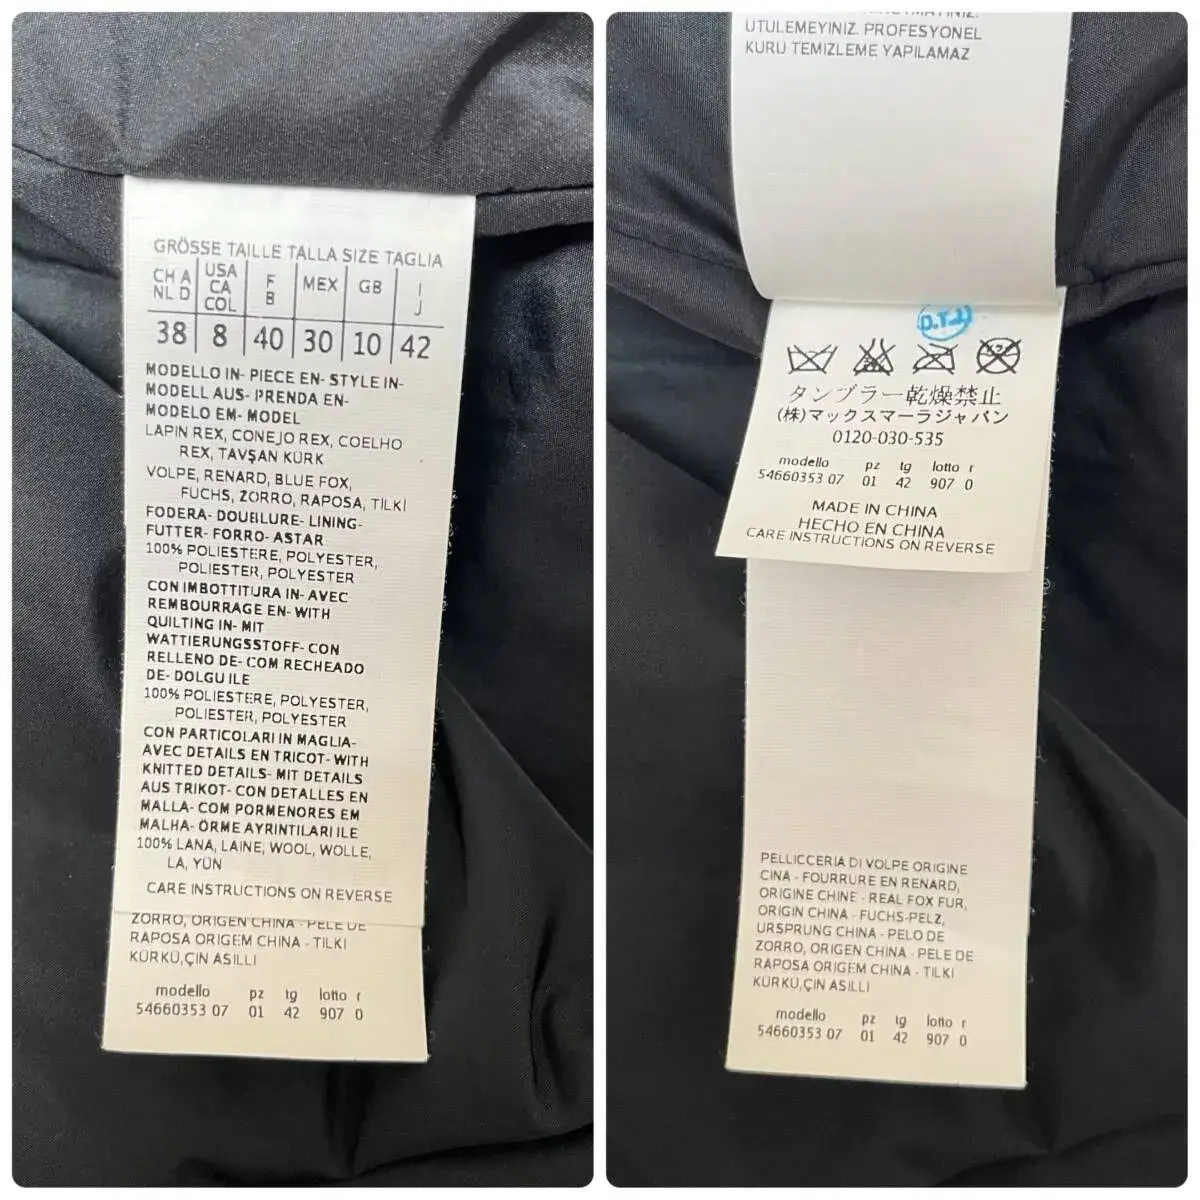 GRÖSSE TAILLE TALLA SIZE TAGLIA
CH A NL D USA CA COL F B MEX GB I J
38 8 40 30 10 42
MODELLO IN- PIECE EN- STYLE IN-
MODELL AUS- PRENDA EN-
MODELO EM- MODEL
LAPIN REX, CONEJO REX, COELHO
REX, TAVŞAN KÜRK
VOLPE, RENARD, BLUE FOX,
FUCHS, ZORRO, RAPOSA, TILKİ
FODERA- DOUBLURE- LINING-
FUTTER- FORRO- ASTAR
100% POLIESTERE, POLYESTER,
POLIESTER, POLYESTER
CON IMBOTTITURA IN- AVEC
REMBOURRAGE EN- WITH
QUILTING IN- MIT
WATTIERUNGSSTOFF- CON
RELLENO DE- COM RECHEADO
DE- DOLGU ILE
100% POLIESTERE, POLYESTER,
POLIESTER, POLYESTER
CON PARTICOLARI IN MAGLIA-
AVEC DETAILS EN TRICOT- WITH
KNITTED DETAILS- MIT DETAILS
AUS TRIKOT- CON DETALLES EN
MALLA- COM PORMENORES EM
MALHA- ÖRME AYRINTILARI ILE
100% LANA, LAINE, WOOL, WOLLE,
LÃ, YÜN
CARE INSTRUCTIONS ON REVERSE
ZORRO, ORIGEN CHINA - PELE DE
RAPOSA ORIGEM CHINA - TILKI
KÜRKÜ,ÇIN ASILLI
modello pz tg lotto r
54660353 07 01 42 907 0
UTULEMEYINIZ. PROFESYONEL
KURU TEMIZLEME YAPILAMAZ
D.T.J
タンブラー乾燥禁止
(株)マックスマーラジャパン
0120-030-535
modello pz tg lotto r
54660353 07 01 42 907 0
MADE IN CHINA
HECHO EN CHINA
CARE INSTRUCTIONS ON REVERSE
PELLICCERIA DI VOLPE ORIGINE
CINA - FOURRURE EN RENARD,
ORIGINE CHINE - REAL FOX FUR,
ORIGIN CHINA - FUCHS-PELZ,
URSPRUNG CHINA - PELO DE
ZORRO, ORIGEN CHINA - PELE DE
RAPOSA ORIGEM CHINA - TILKI
KÜRKÜ,ÇIN ASILLI
modello pz tg lotto r
54660353 07 01 42 907 0